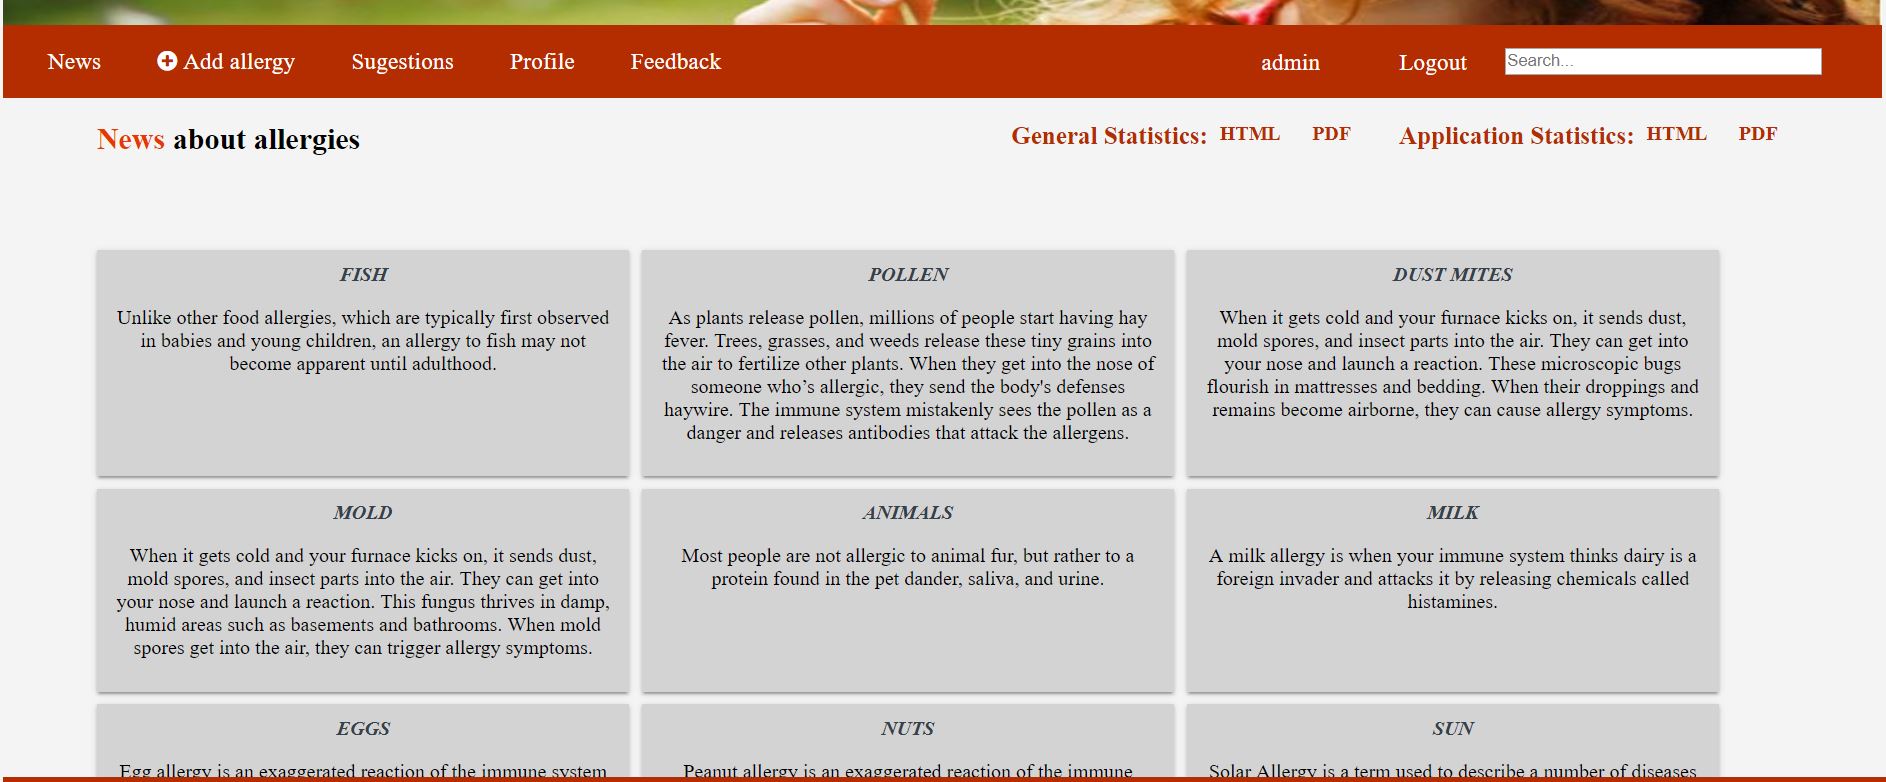 News Add allergy Sugestions Profile Feedback admin Logout Search...
News about allergies General Statistics: HTML PDF Application Statistics: HTML PDF
FISH
Unlike other food allergies, which are typically first observed
in babies and young children, an allergy to fish may not
become apparent until adulthood.
POLLEN
As plants release pollen, millions of people start having hay
fever. Trees, grasses, and weeds release these tiny grains into
the air to fertilize other plants. When they get into the nose of
someone who’s allergic, they send the body's defenses
haywire. The immune system mistakenly sees the pollen as a
danger and releases antibodies that attack the allergens.
DUST MITES
When it gets cold and your furnace kicks on, it sends dust,
mold spores, and insect parts into the air. They can get into
your nose and launch a reaction. These microscopic bugs
flourish in mattresses and bedding. When their droppings and
remains become airborne, they can cause allergy symptoms.
MOLD
When it gets cold and your furnace kicks on, it sends dust,
mold spores, and insect parts into the air. They can get into
your nose and launch a reaction. This fungus thrives in damp,
humid areas such as basements and bathrooms. When mold
spores get into the air, they can trigger allergy symptoms.
ANIMALS
Most people are not allergic to animal fur, but rather to a
protein found in the pet dander, saliva, and urine.
MILK
A milk allergy is when your immune system thinks dairy is a
foreign invader and attacks it by releasing chemicals called
histamines.
EGGS
Egg allergy is an exaggerated reaction of the immune system
NUTS
Peanut allergy is an exaggerated reaction of the immune
SUN
Solar Allergy is a term used to describe a number of diseases